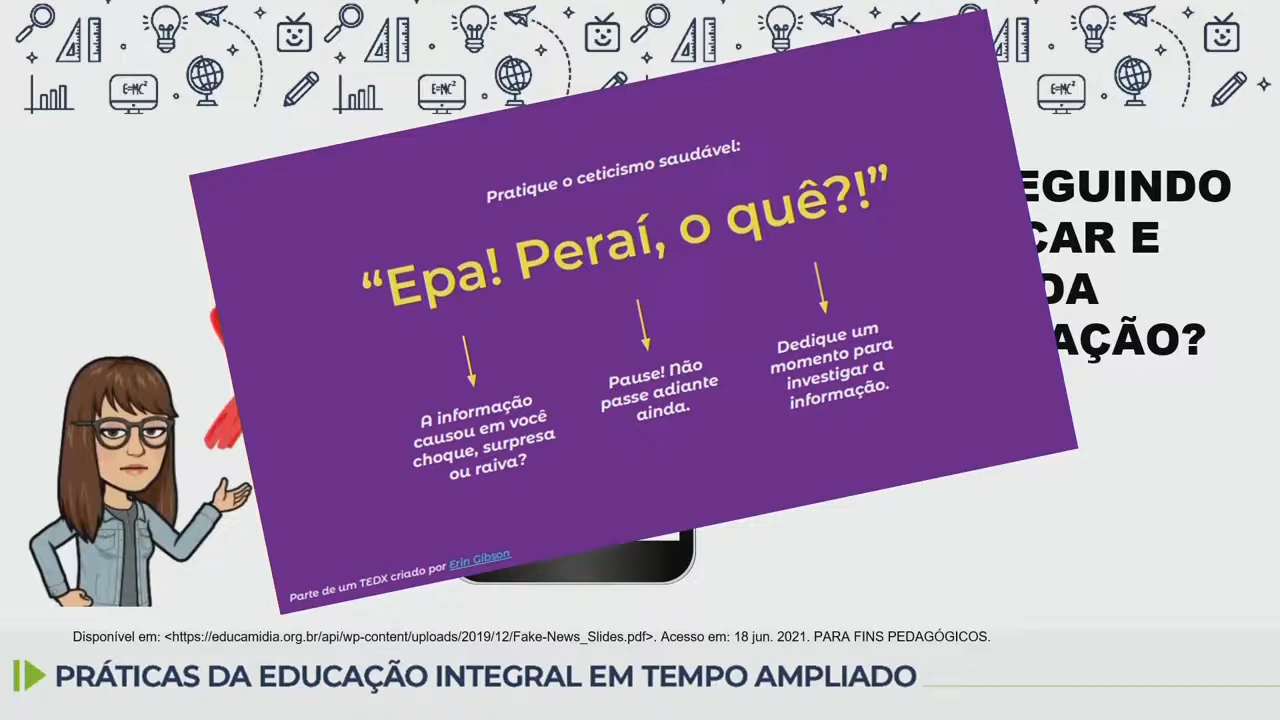 E=MC²
E=MC²
E=MC²
Pratique o ceticismo saudável:
“Epa! Peraí, o quê?!”
A informação
causou em você
choque, surpresa
ou raiva?
Pause! Não
passe adiante
ainda.
Dedique um
momento para
investigar a
informação.
Parte de um TEDX criado por Erin Gibson
EGUINDO
CAR E
DA
AÇÃO?
Disponível em: <https://educamidia.org.br/api/wp-content/uploads/2019/12/Fake-News_Slides.pdf>. Acesso em: 18 jun. 2021. PARA FINS PEDAGÓGICOS.
PRÁTICAS DA EDUCAÇÃO INTEGRAL EM TEMPO AMPLIADO